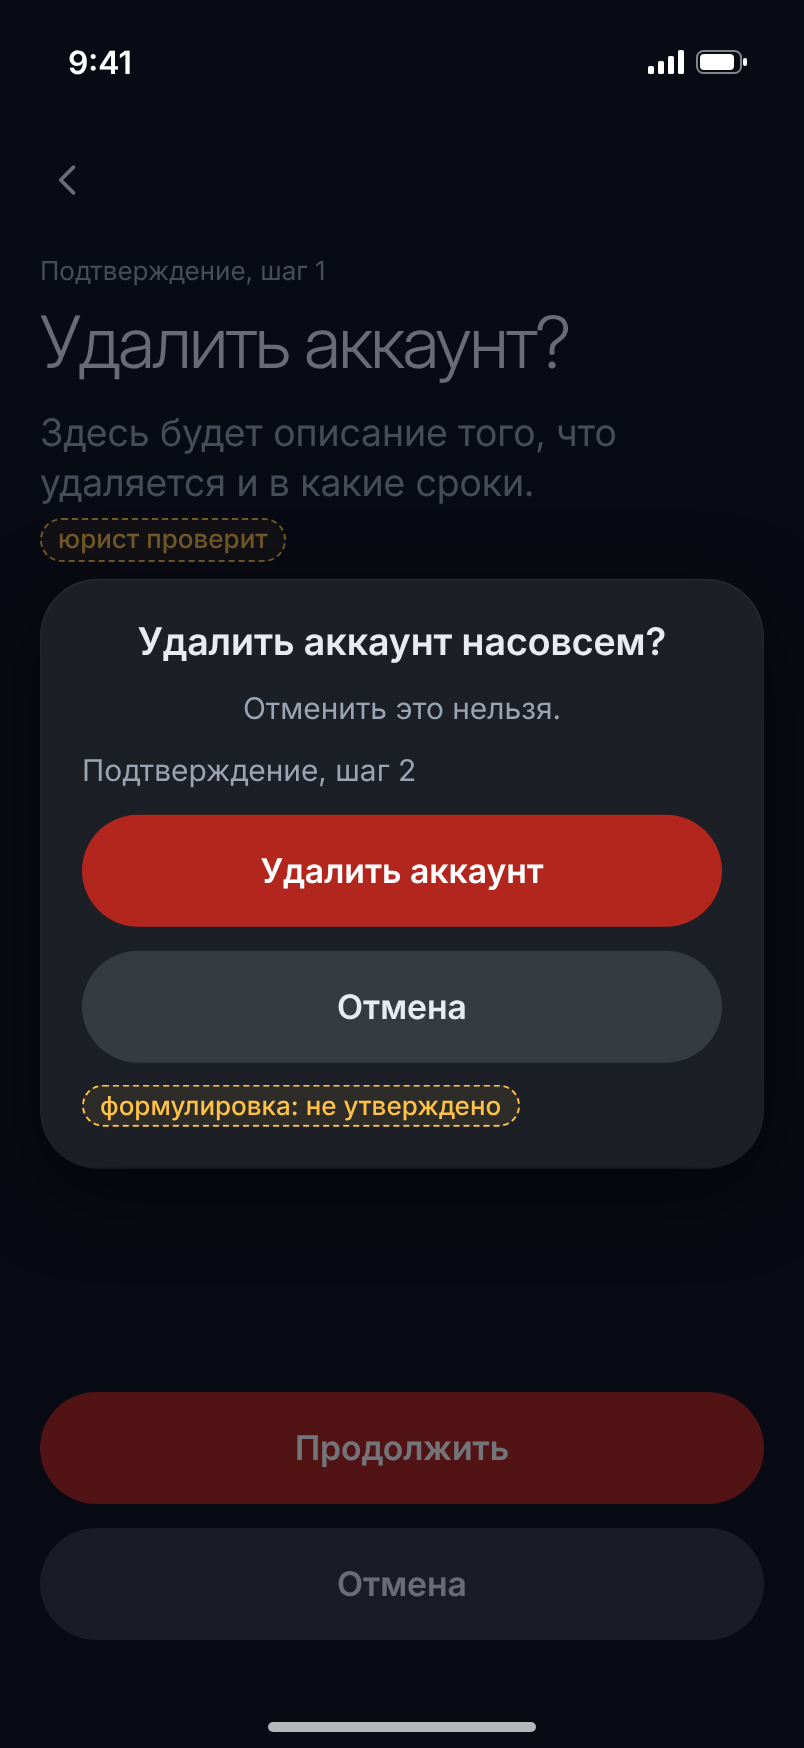 9:41
Подтверждение, шаг 1
Удалить аккаунт?
Здесь будет описание того, что
удаляется и в какие сроки.
юрист проверит
Удалить аккаунт насовсем?
Отменить это нельзя.
Подтверждение, шаг 2
Удалить аккаунт
Отмена
формулировка: не утверждено
Продолжить
Отмена